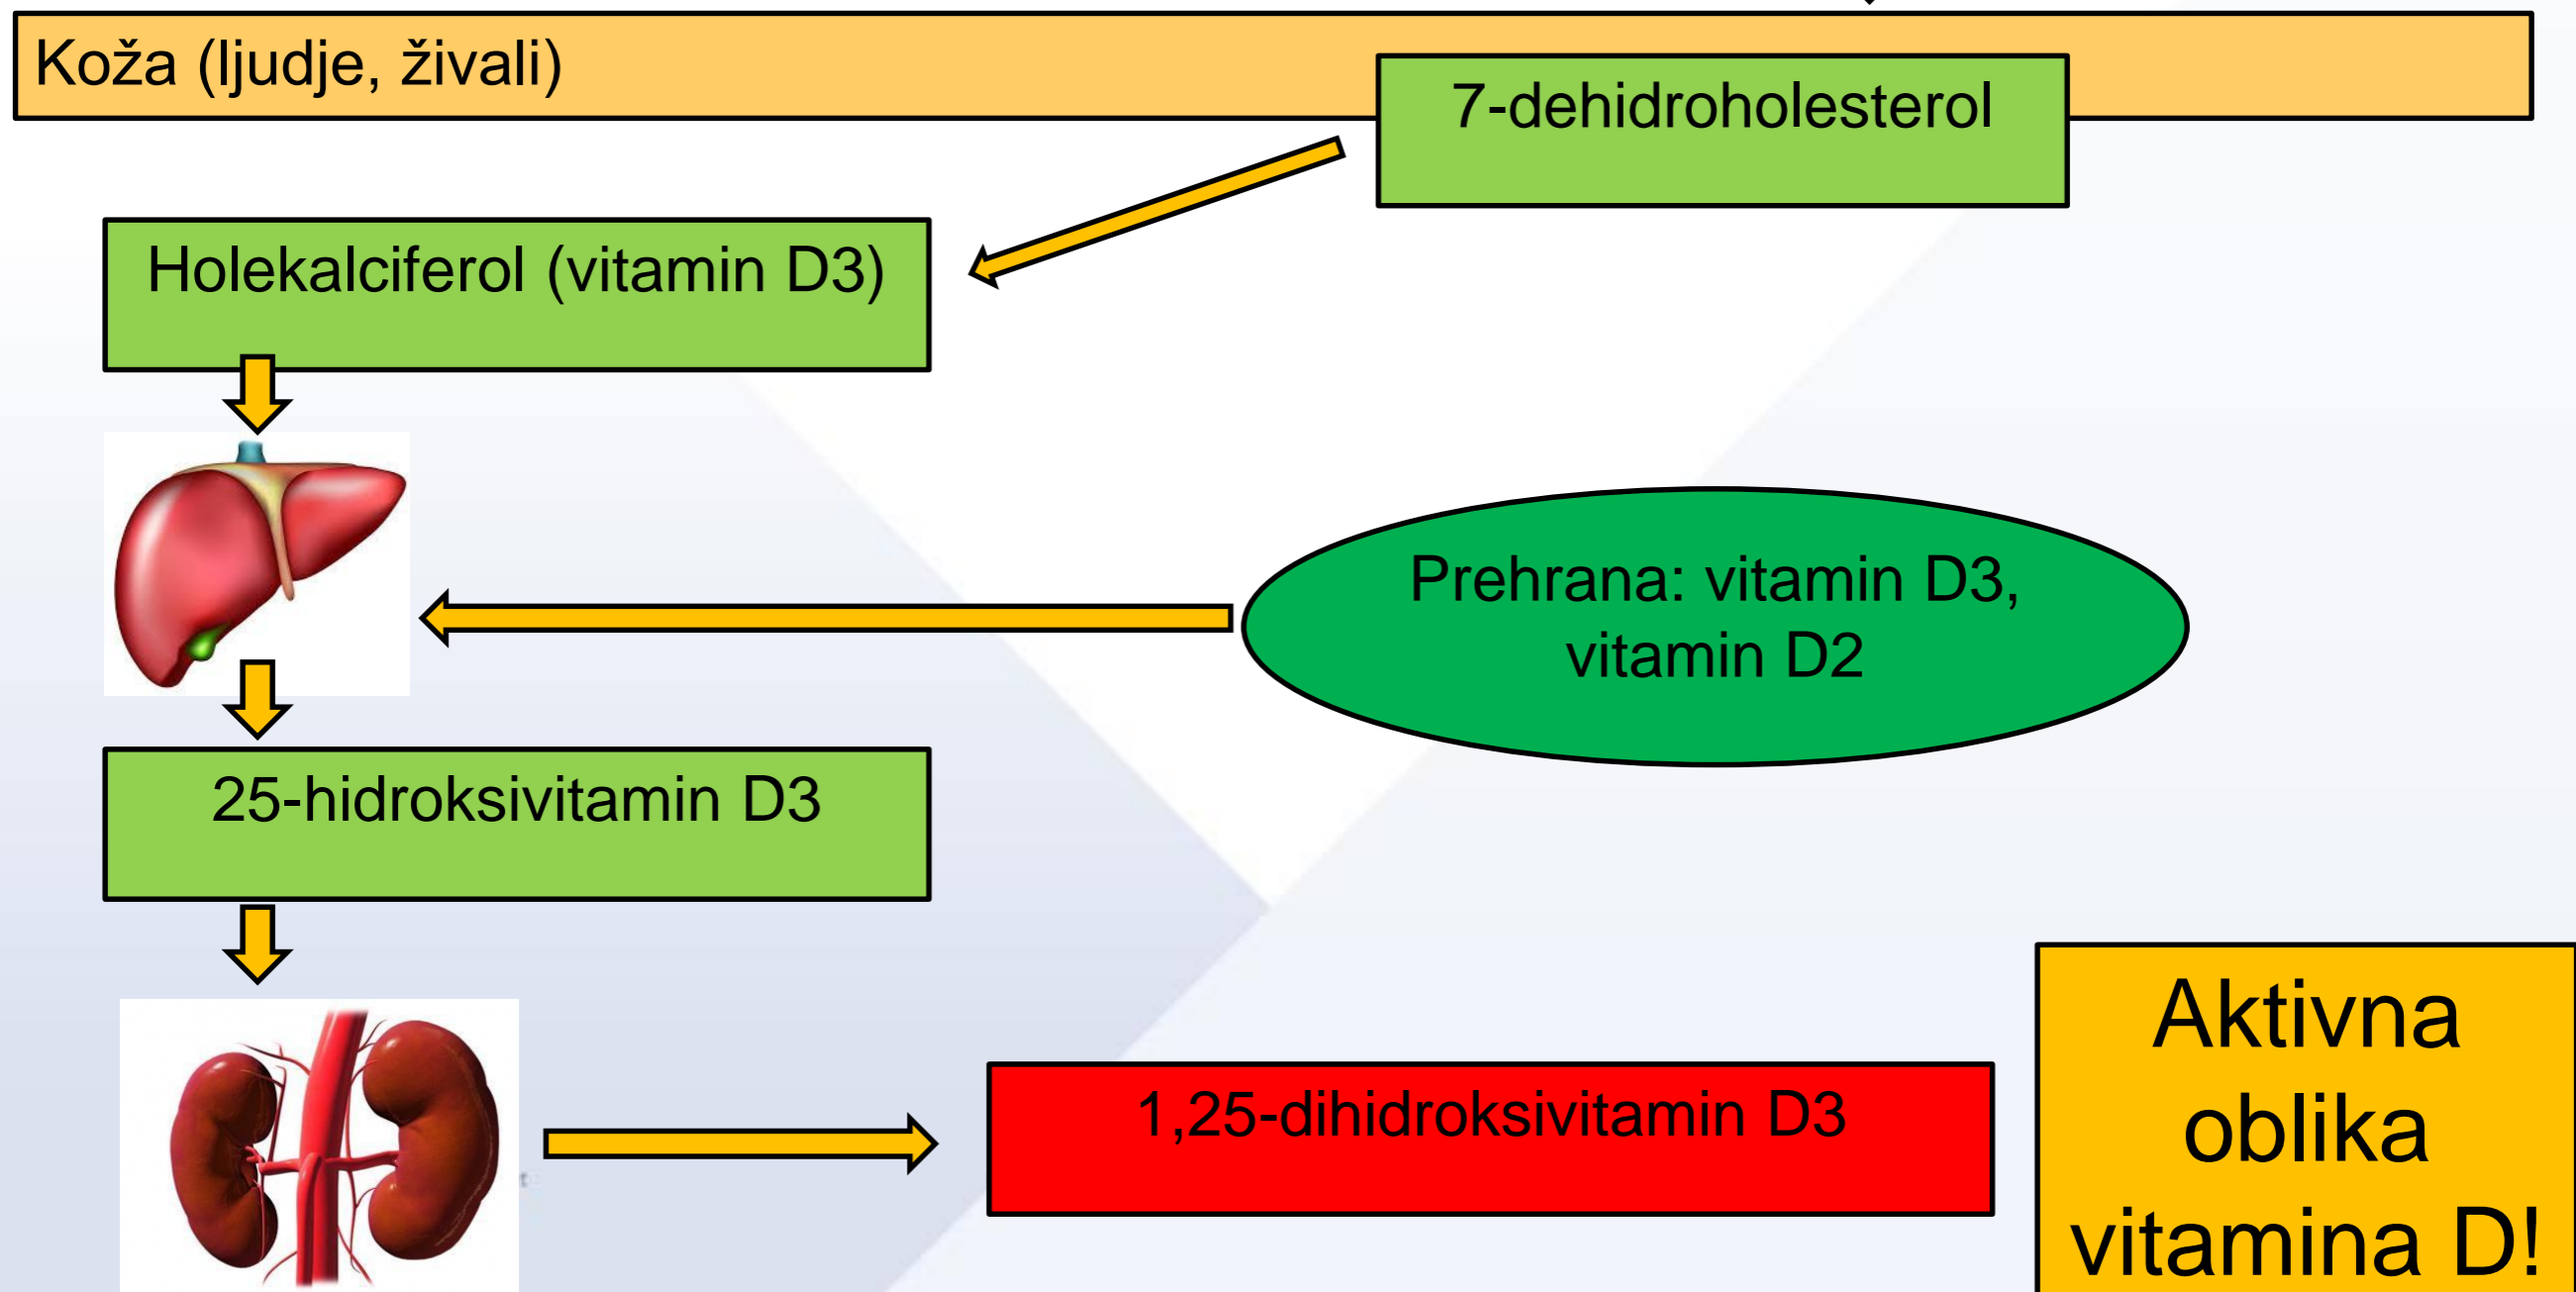 Koža (ljudje, živali)
7-dehidroholesterol
Holekalciferol (vitamin D3)
Prehrana: vitamin D3,
vitamin D2
25-hidroksivitamin D3
1,25-dihidroksivitamin D3
Aktivna
oblika
vitamina D!